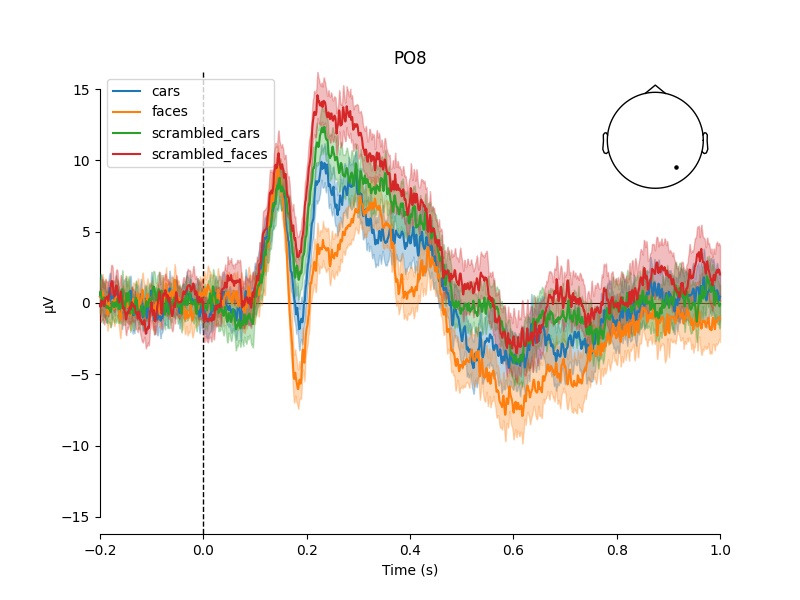 PO8
cars
faces
scrambled_cars
scrambled_faces
15
10
5
0
−5
−10
−15
µV
−0.2 0.0 0.2 0.4 0.6 0.8 1.0
Time (s)